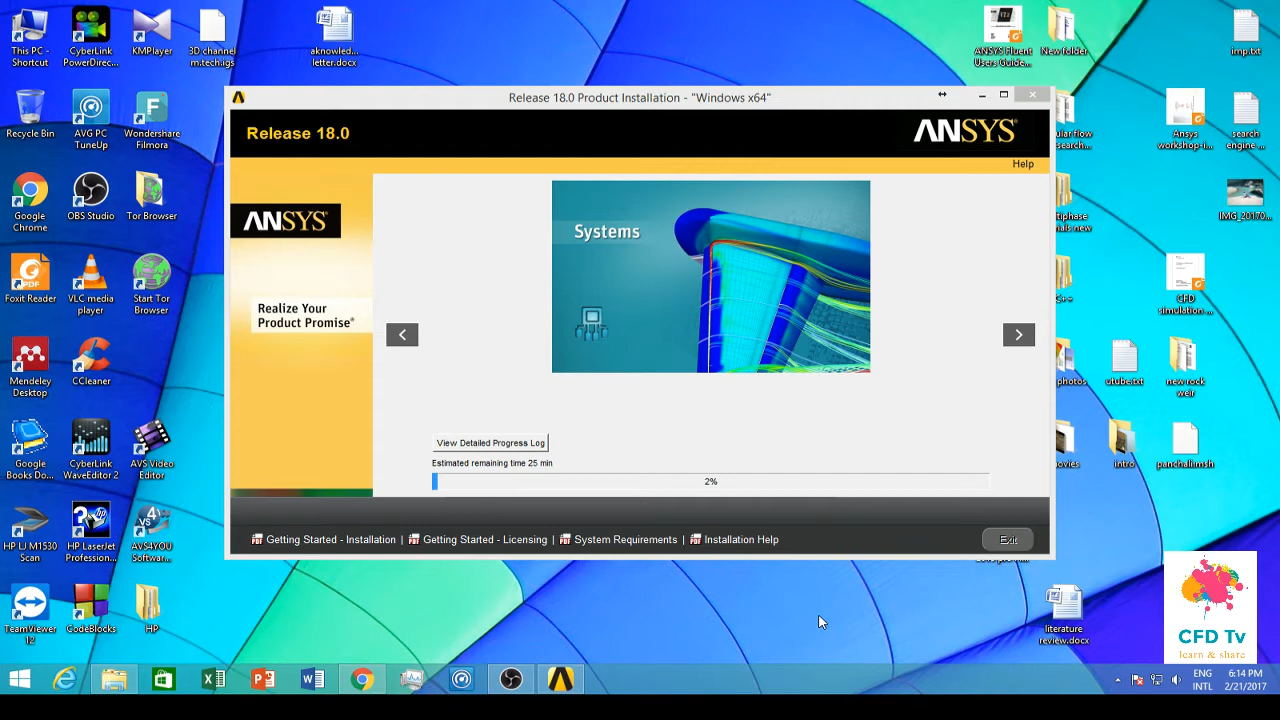 This PC -
Shortcut
CyberLink
PowerDirec...
KMPlayer
3D channel
m.tech.igs
aknowled...
letter.docx
ANSYS Fluent
Users Guide...
New folder
imp.txt
Recycle Bin
AVG PC
TuneUp
Wondershare
Filmora
Release 18.0 Product Installation - "Windows x64"
Release 18.0
ANSYS
Help
Ansys
workshop-i...
search
engine ...
Google
Chrome
OBS Studio
Tor Browser
ANSYS
Systems
IMG_20170...
Foxit Reader
VLC media
player
Start Tor
Browser
Realize Your
Product Promise®
C++
CFD
simulation ...
Mendeley
Desktop
CCleaner
utube.txt
new rock
weir
Google
Books Do...
CyberLink
WaveEditor 2
AVS Video
Editor
View Detailed Progress Log
Estimated remaining time 25 min
2%
intro
panchali.msh
HP LJ M1530
Scan
HP LaserJet
Profession...
AVS4YOU
Softwar...
Getting Started - Installation | Getting Started - Licensing | System Requirements | Installation Help
Exit
TeamViewer
12
CodeBlocks
HP
literature
review.docx
CFD Tv
learn & share
ENG
INTL
6:14 PM
2/21/2017